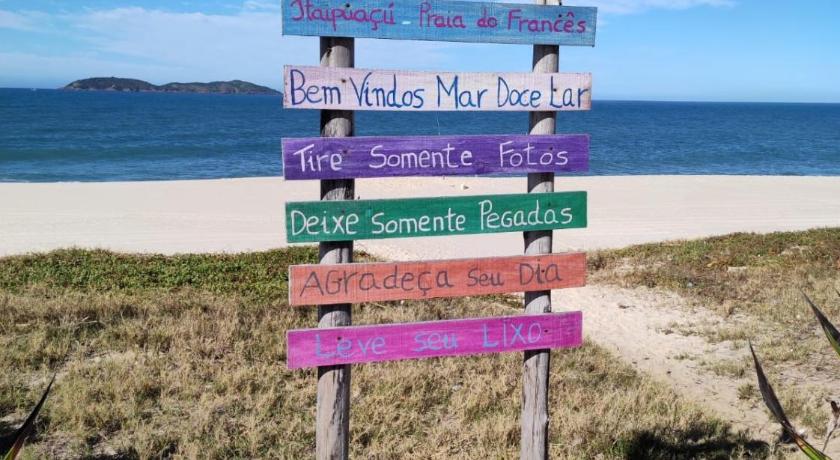 Itaipuaçú - Praia do Francês
Bem Vindos Mar Doce Lar
Tire Somente Fotos
Deixe Somente Pegadas
Agradeça Seu Dia
Leve seu LIXO